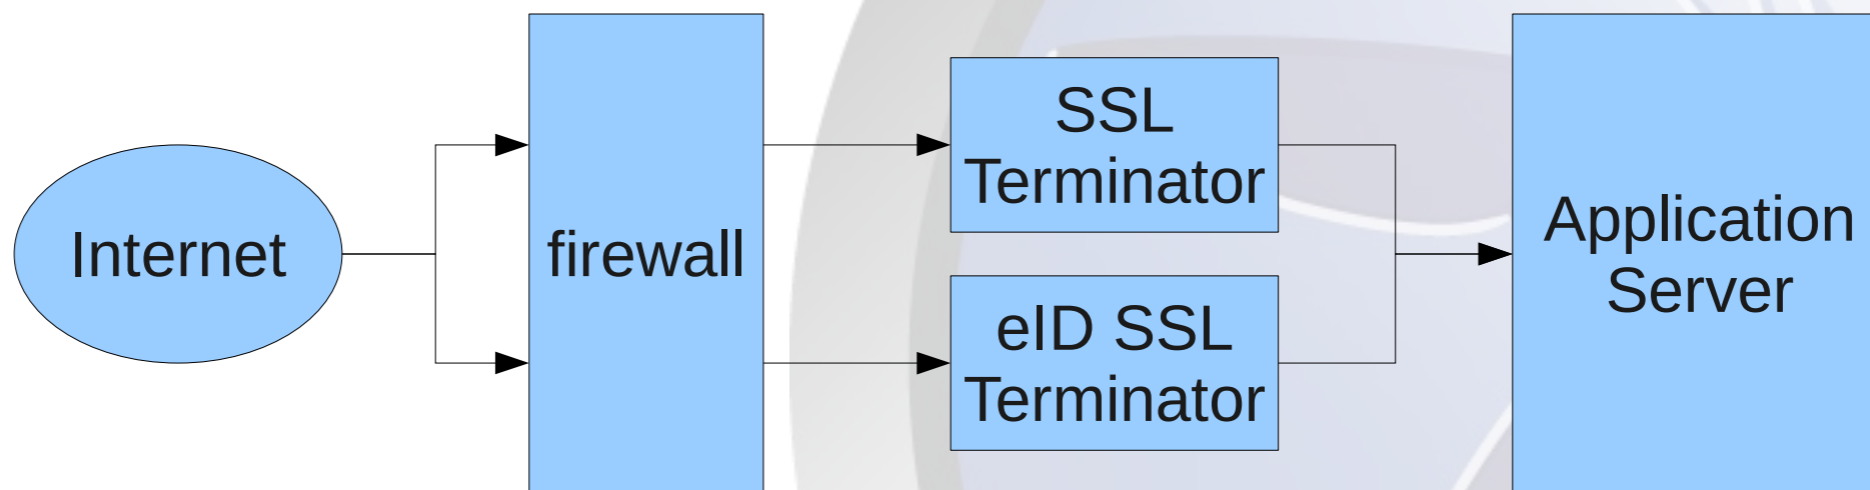 Internet
firewall
SSL
Terminator
eID SSL
Terminator
Application
Server